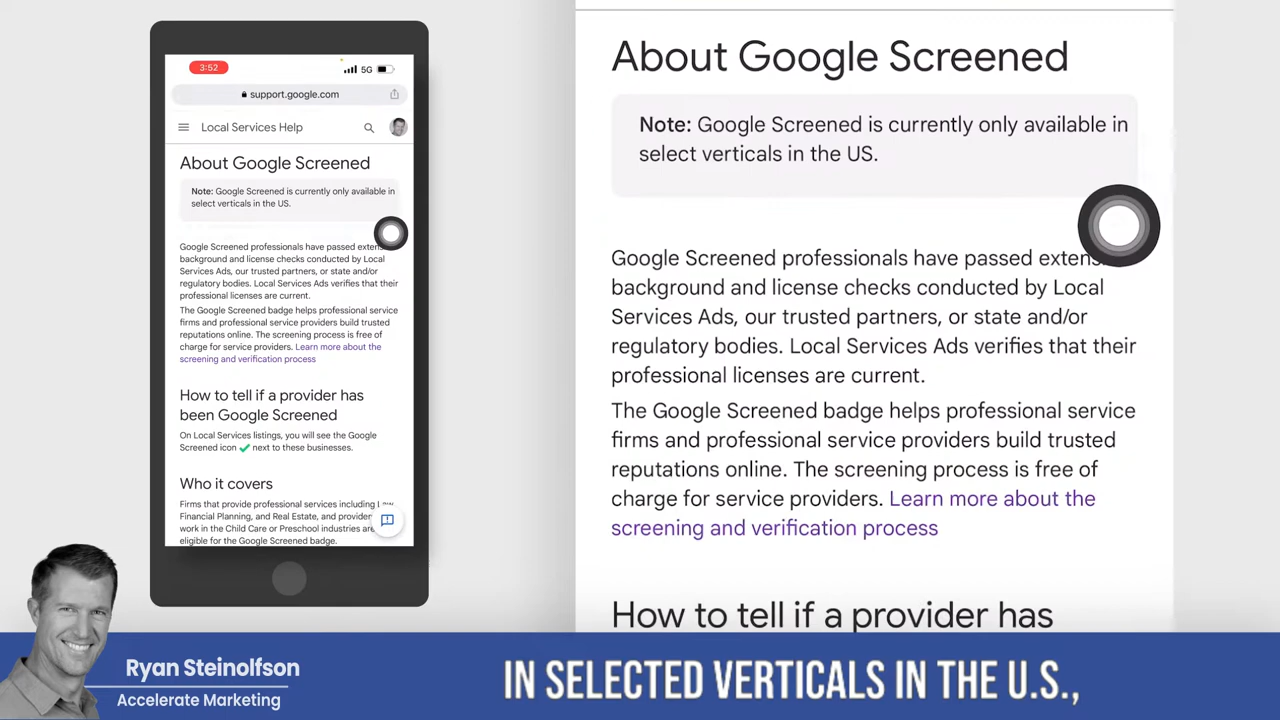 3:52
5G
support.google.com
Local Services Help
About Google Screened
Note: Google Screened is currently only available in
select verticals in the US.
Google Screened professionals have passed
background and license checks conducted by Local
Services Ads, our trusted partners, or state and/or
regulatory bodies. Local Services Ads verifies that their
professional licenses are current.
The Google Screened badge helps professional service
firms and professional service providers build trusted
reputations online. The screening process is free of
charge for service providers. Learn more about the
screening and verification process
How to tell if a provider has
been Google Screened
On Local Services listings, you will see the Google
Screened icon next to these businesses.
Who it covers
Firms that provide professional services including Law,
Financial Planning, and Real Estate, and
work in the Child Care or Preschool industries
eligible for the Google Screened badge.
About Google Screened
Note: Google Screened is currently only available in
select verticals in the US.
Google Screened professionals have passed
background and license checks conducted by Local
Services Ads, our trusted partners, or state and/or
regulatory bodies. Local Services Ads verifies that their
professional licenses are current.
The Google Screened badge helps professional service
firms and professional service providers build trusted
reputations online. The screening process is free of
charge for service providers. Learn more about the
screening and verification process
How to tell if a provider has
Ryan Steinolfson
Accelerate Marketing
IN SELECTED VERTICALS IN THE U.S.,